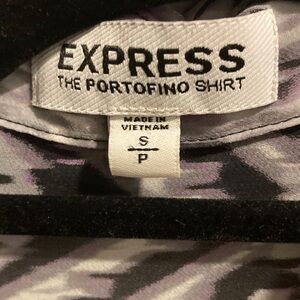 EXPRESS
THE PORTOFINO SHIRT
MADE IN
VIETNAM
S
P